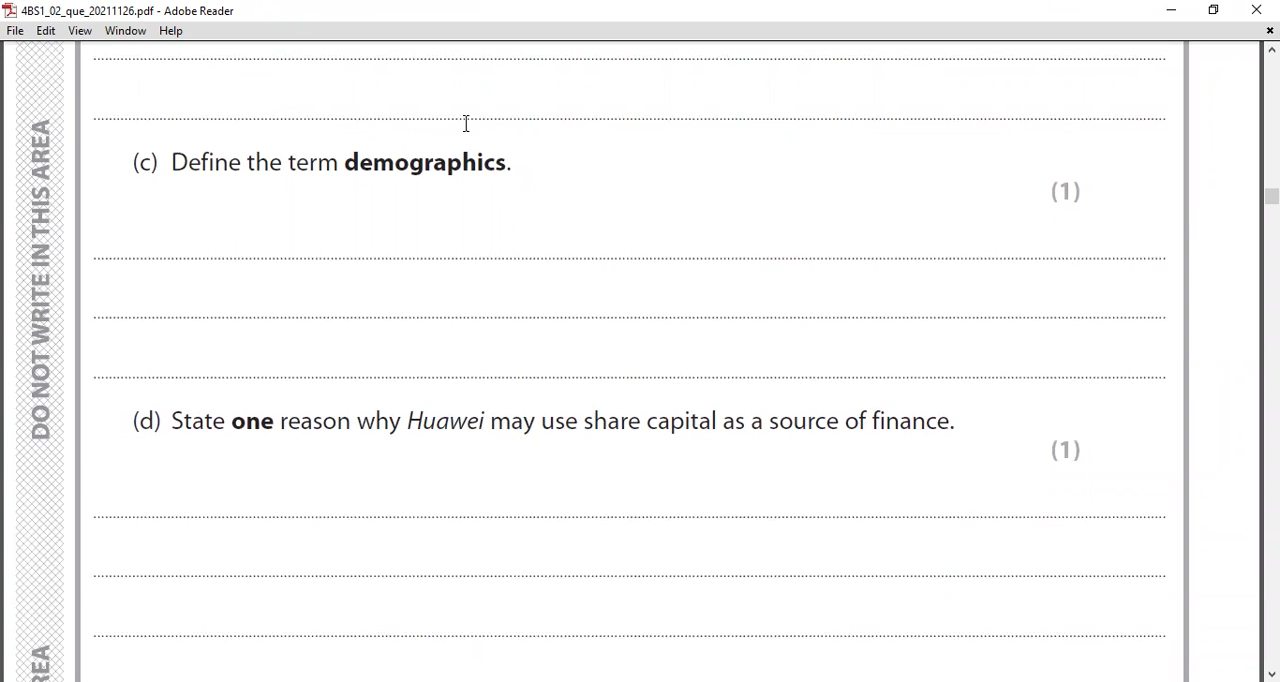 4BS1_02_que_20211126.pdf - Adobe Reader
File Edit View Window Help
DO NOT WRITE IN THIS AREA
(c) Define the term demographics.
(1)
(d) State one reason why Huawei may use share capital as a source of finance.
(1)
REA